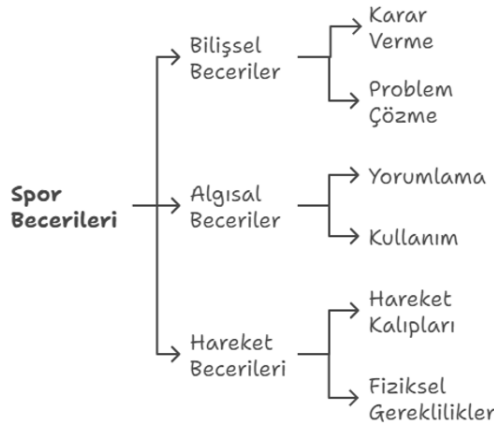 Spor
Becerileri
Bilişsel
Beceriler
Karar
Verme
Problem
Çözme
Algısal
Beceriler
Yorumlama
Kullanım
Hareket
Becerileri
Hareket
Kalıpları
Fiziksel
Gereklilikler